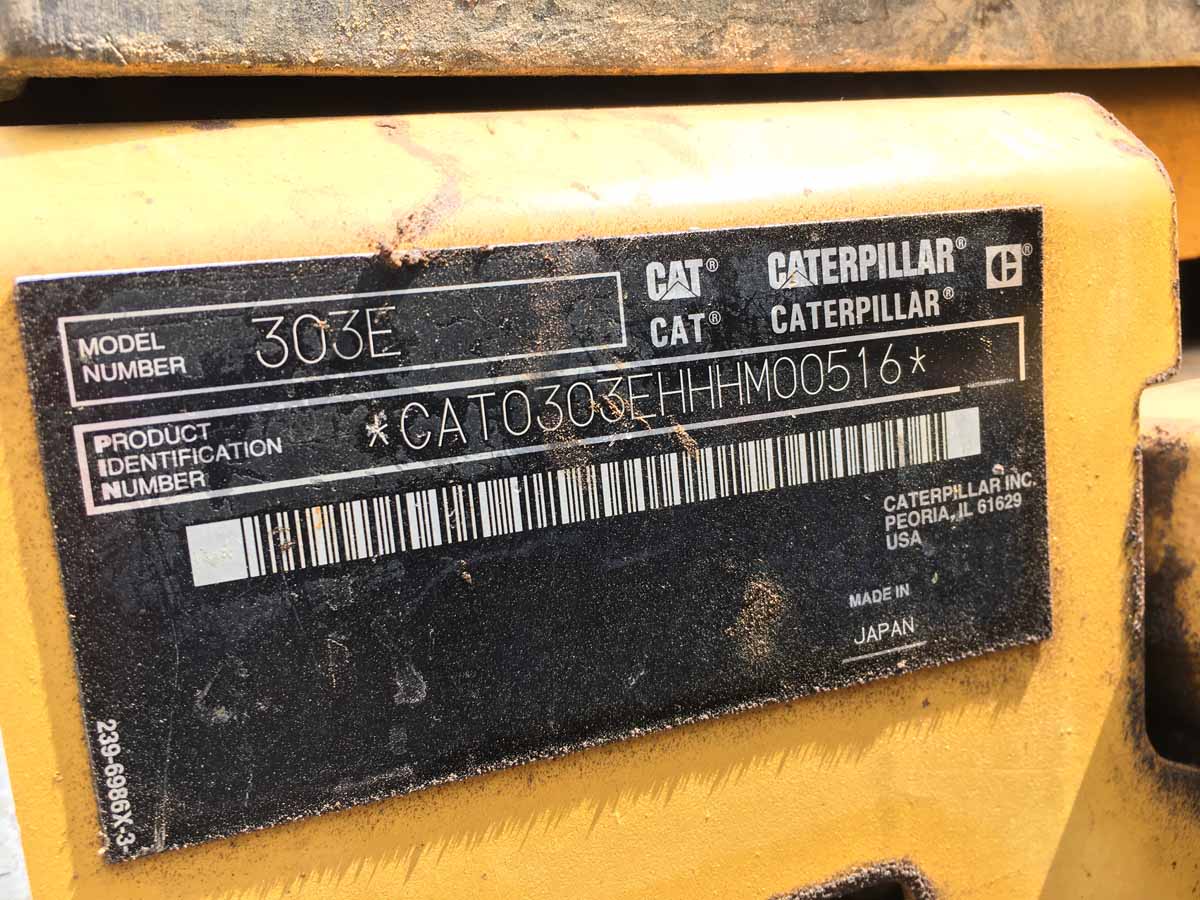 MODEL NUMBER 303E
CAT® CATERPILLAR® C®
CAT® CATERPILLAR®
PRODUCT IDENTIFICATION NUMBER *CAT0303EHHHM00516*
CATERPILLAR INC.
PEORIA, IL 61629
USA
MADE IN
JAPAN
239-6986X-3